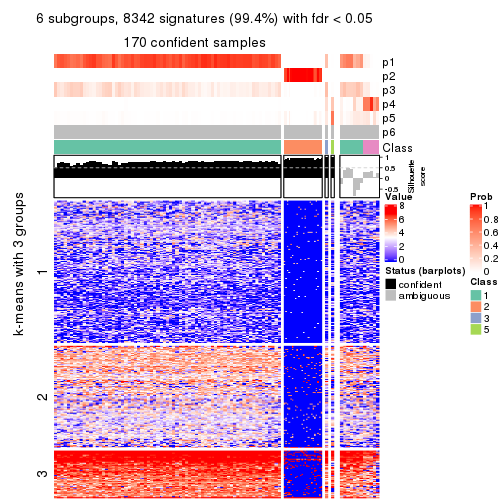 6 subgroups, 8342 signatures (99.4%) with fdr < 0.05
170 confident samples
p1
p2
p3
p4
p5
p6
Class
1
0.5
0
-0.5
Silhouette
score
k-means with 3 groups
1
2
3
Value
8
6
4
2
0
Status (barplots)
confident
ambiguous
Prob
1
0.8
0.6
0.4
0.2
0
Class
1
2
3
5